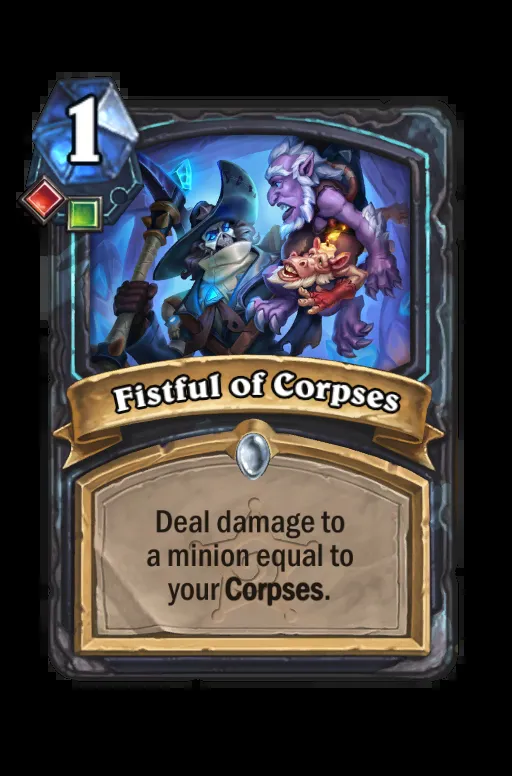 1
Fistful of Corpses
Deal damage to
a minion equal to
your Corpses.